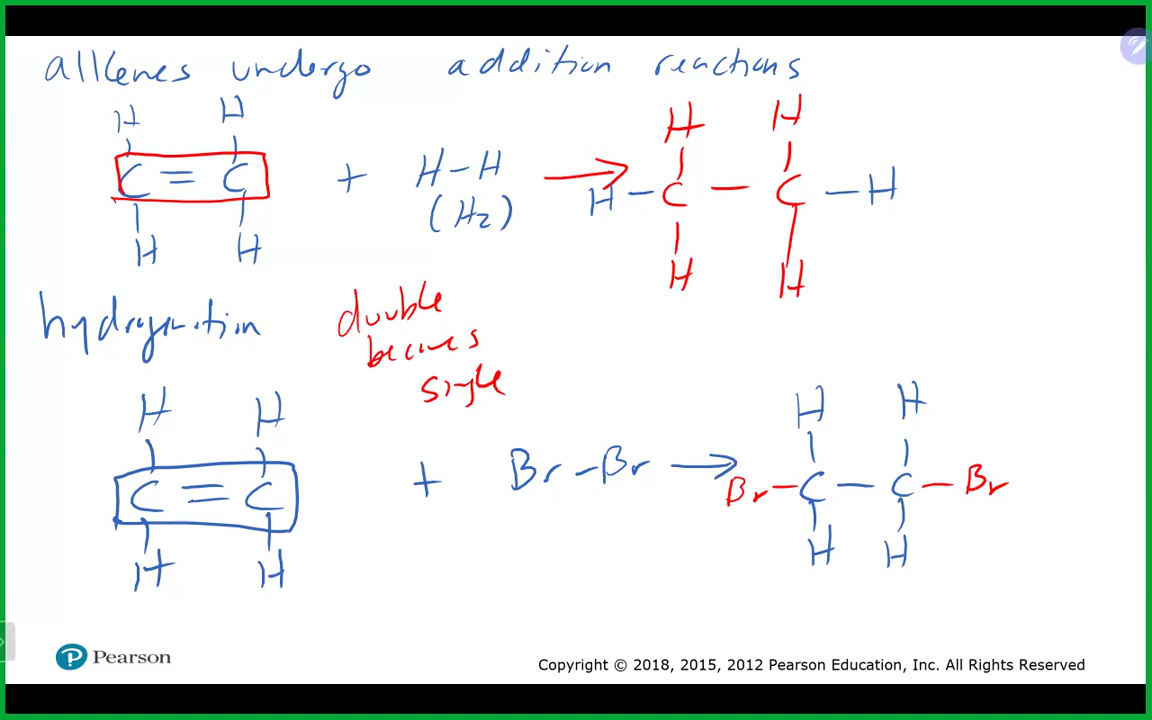 alkenes undergo addition reactions
H H H H
C = C + H-H → H - C - C - H
(H2)
H H H H
hydrogenation double
becomes
single
H H H H
C = C + Br-Br → Br - C - C - Br
H H H H
Pearson
Copyright © 2018, 2015, 2012 Pearson Education, Inc. All Rights Reserved